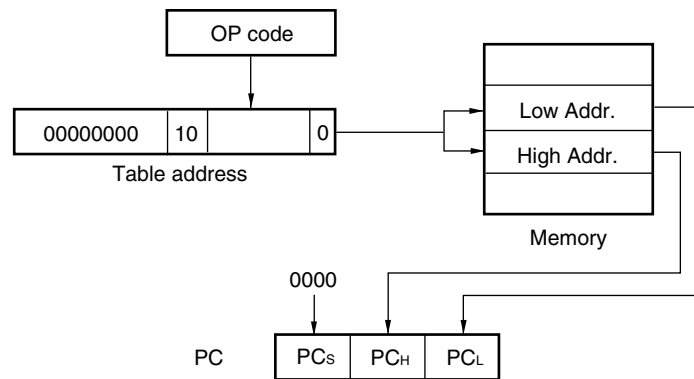 OP code
00000000 10 0
Table address
Low Addr.
High Addr.
Memory
0000
PC PCS PCH PCL